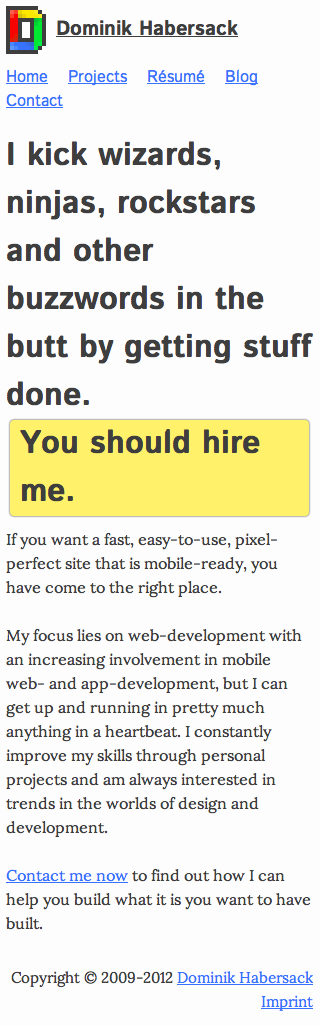 Dominik Habersack
Home Projects Résumé Blog
Contact
I kick wizards,
ninjas, rockstars
and other
buzzwords in the
butt by getting stuff
done.
You should hire
me.
If you want a fast, easy-to-use, pixel-
perfect site that is mobile-ready, you
have come to the right place.
My focus lies on web-development with
an increasing involvement in mobile
web- and app-development, but I can
get up and running in pretty much
anything in a heartbeat. I constantly
improve my skills through personal
projects and am always interested in
trends in the worlds of design and
development.
Contact me now to find out how I can
help you build what it is you want to have
built.
Copyright © 2009-2012 Dominik Habersack
Imprint